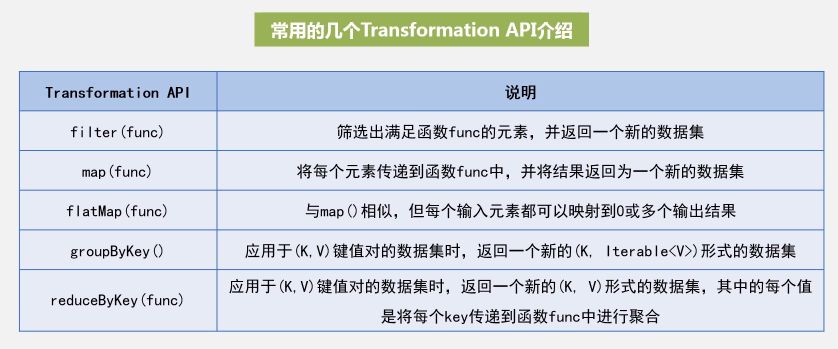 常用的几个Transformation API介绍
Transformation API 说明
filter(func) 筛选出满足函数func的元素，并返回一个新的数据集
map(func) 将每个元素传递到函数func中，并将结果返回为一个新的数据集
flatMap(func) 与map()相似，但每个输入元素都可以映射到0或多个输出结果
groupByKey() 应用于(K,V)键值对的数据集时，返回一个新的(K, Iterable<V>)形式的数据集
reduceByKey(func) 应用于(K,V)键值对的数据集时，返回一个新的(K, V)形式的数据集，其中的每个值
是将每个key传递到函数func中进行聚合